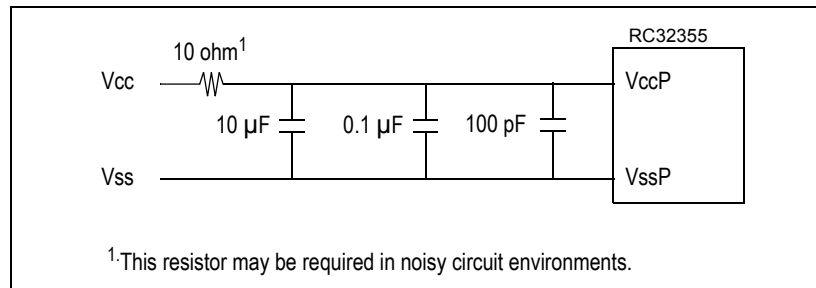 RC32355
10 ohm1
Vcc
VccP
10 µF
0.1 µF
100 pF
Vss
VssP
1.This resistor may be required in noisy circuit environments.